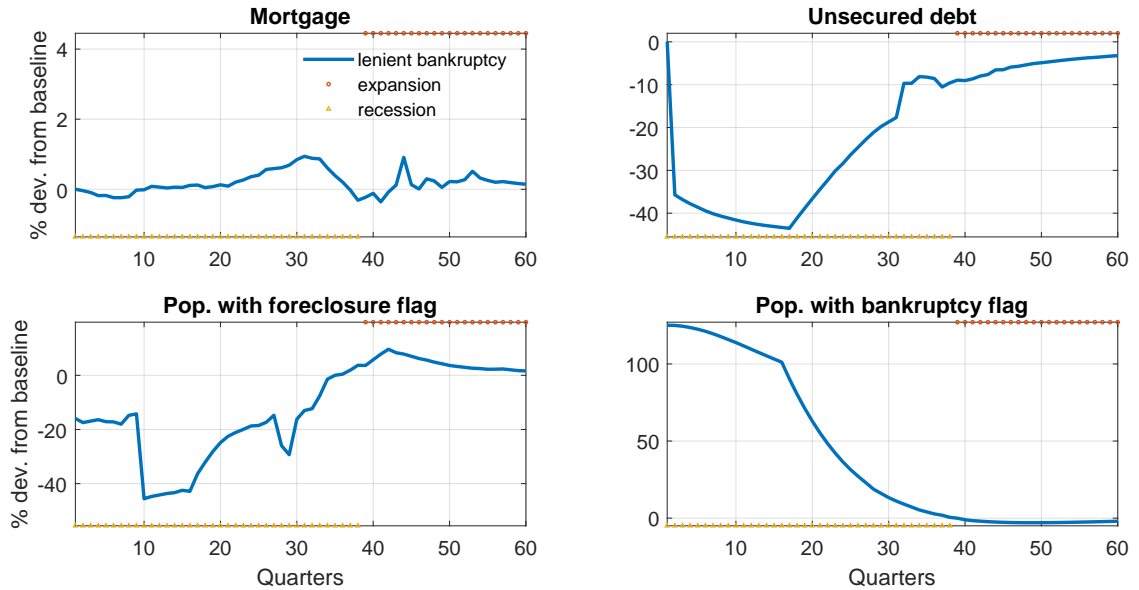 Mortgage
% dev. from baseline
4
2
0
lenient bankruptcy
expansion
recession
10 20 30 40 50 60
Unsecured debt
0
-10
-20
-30
-40
10 20 30 40 50 60
Pop. with foreclosure flag
% dev. from baseline
0
-20
-40
10 20 30 40 50 60
Quarters
Pop. with bankruptcy flag
100
50
0
10 20 30 40 50 60
Quarters